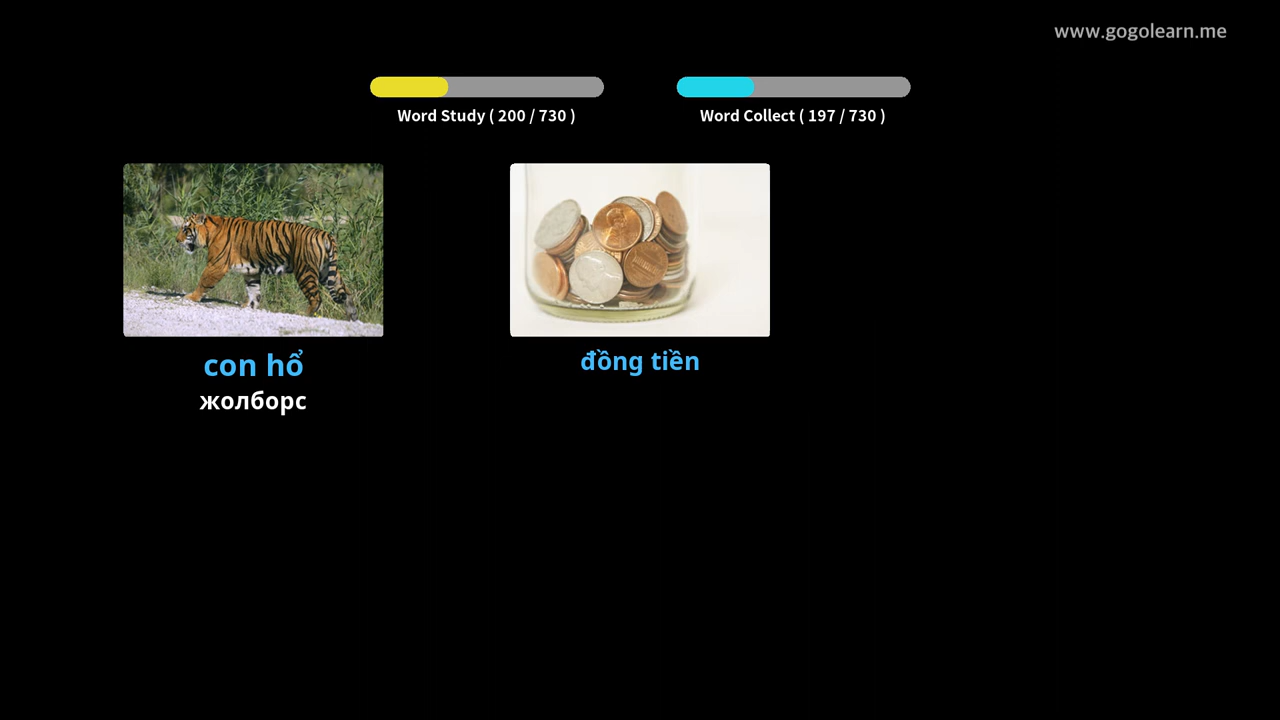 www.gogolearn.me
Word Study ( 200 / 730 )
Word Collect ( 197 / 730 )
con hổ
жолборс
đồng tiền